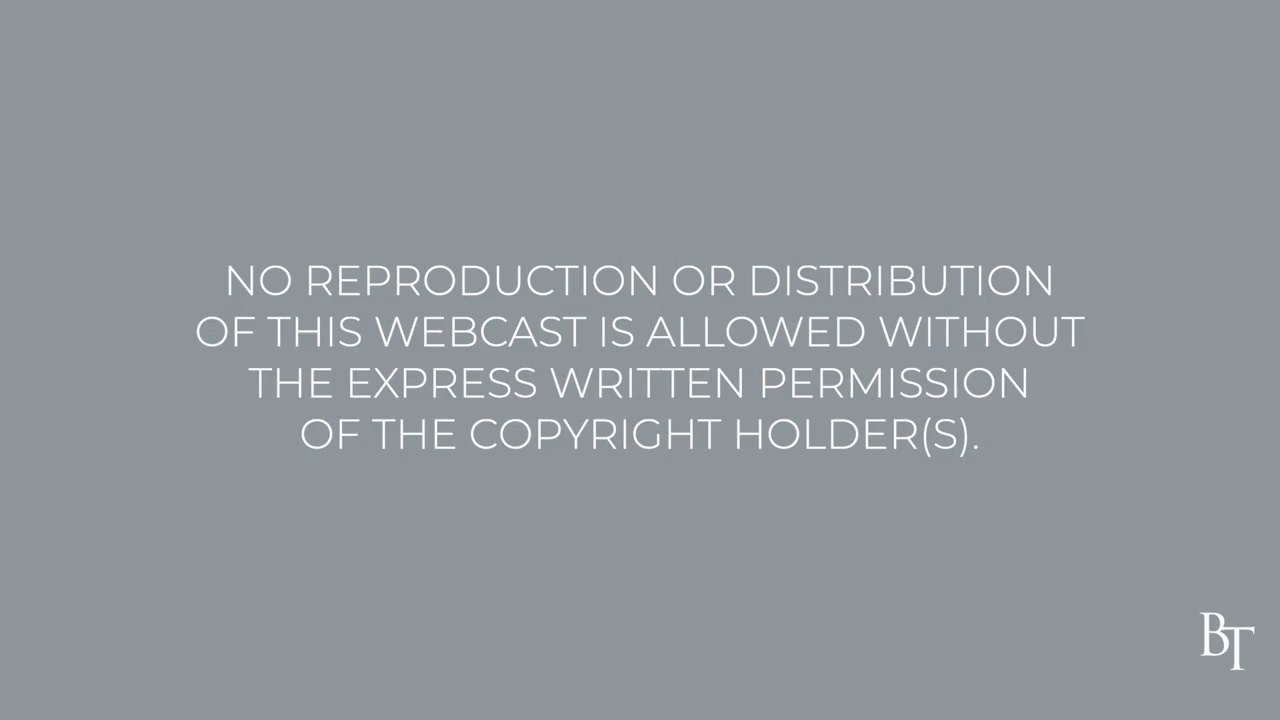 NO REPRODUCTION OR DISTRIBUTION
OF THIS WEBCAST IS ALLOWED WITHOUT
THE EXPRESS WRITTEN PERMISSION
OF THE COPYRIGHT HOLDER(S).
BT